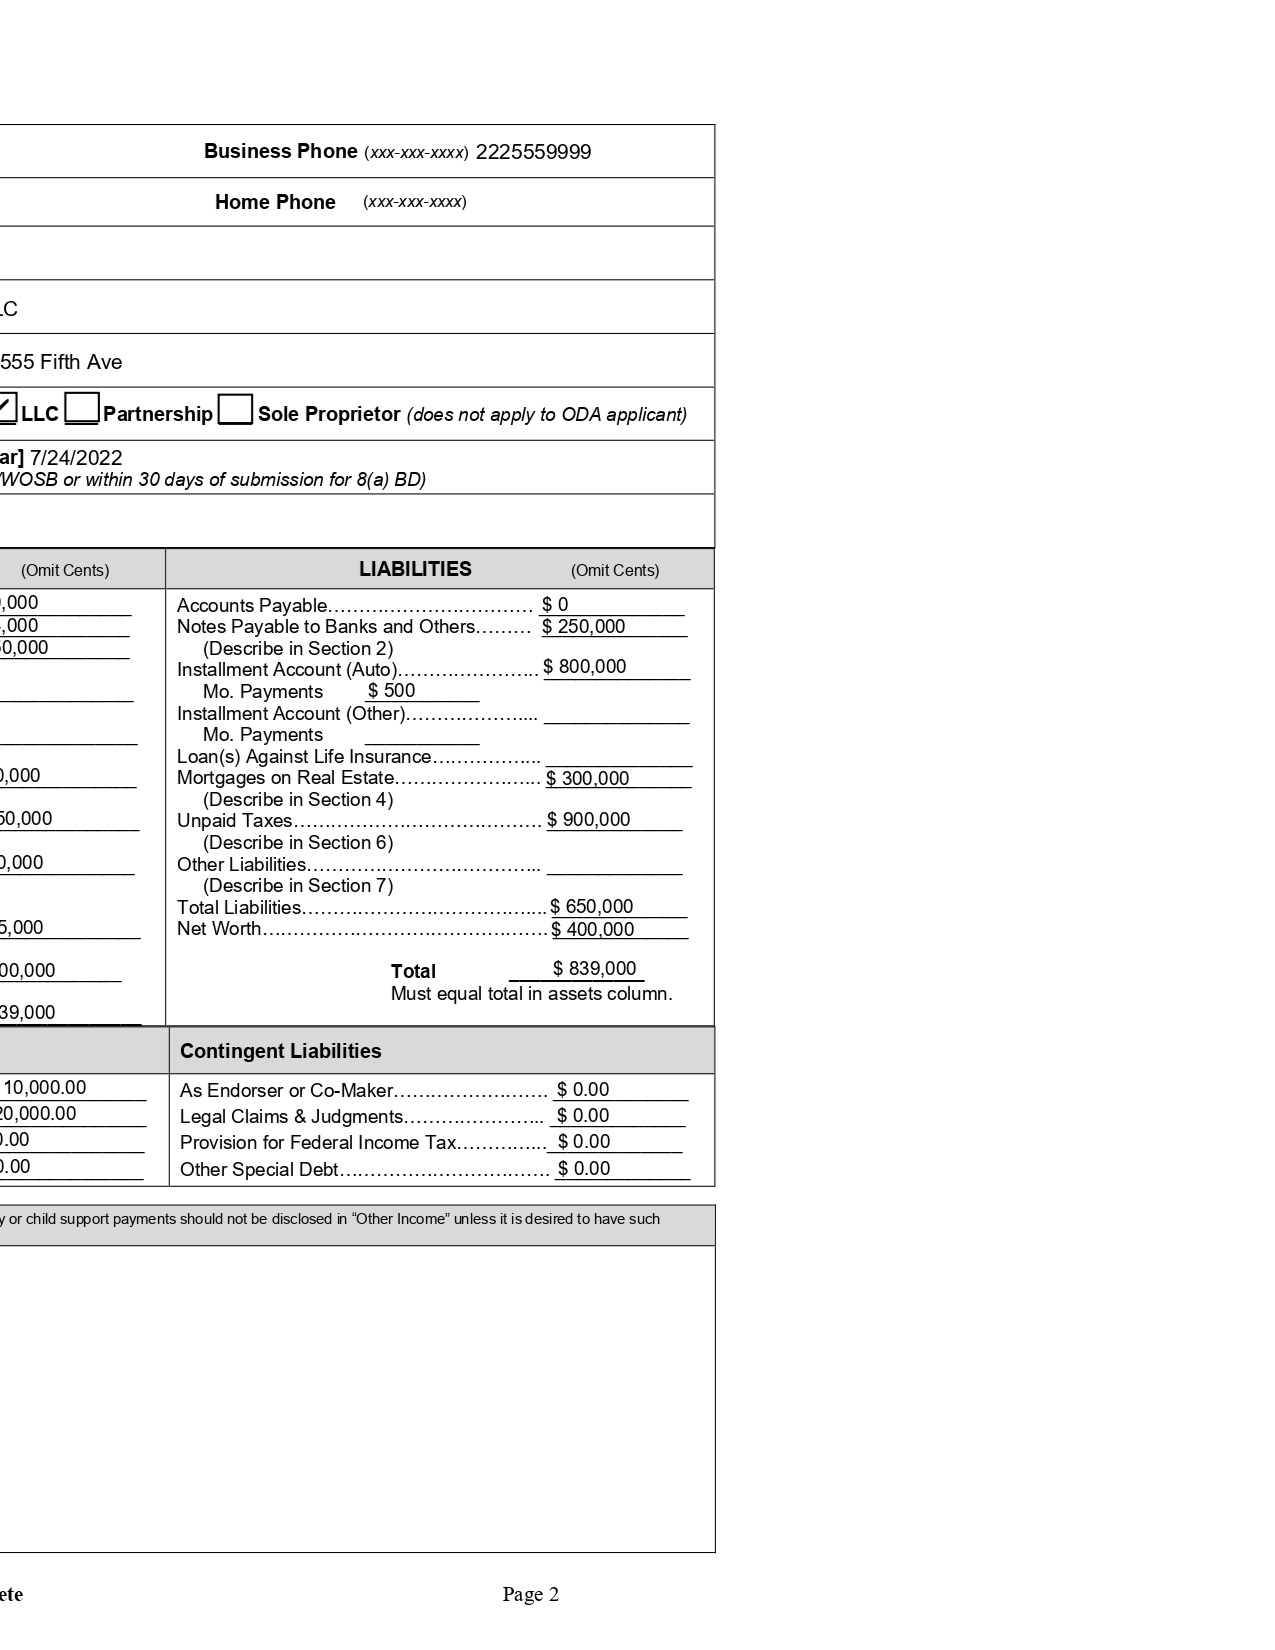 Business Phone (xxx-xxx-xxxx) 2225559999
Home Phone (xxx-xxx-xxxx)
LC
555 Fifth Ave
LLC Partnership Sole Proprietor (does not apply to ODA applicant)
ar] 7/24/2022
/WOSB or within 30 days of submission for 8(a) BD)
(Omit Cents) LIABILITIES (Omit Cents)
,000 Accounts Payable…………………………… $ 0
,000 Notes Payable to Banks and Others……… $ 250,000
50,000 (Describe in Section 2)
Installment Account (Auto)………………….. $ 800,000
Mo. Payments $ 500
Installment Account (Other)………………....
Mo. Payments
Loan(s) Against Life Insurance……………...
0,000 Mortgages on Real Estate…………………... $ 300,000
(Describe in Section 4)
50,000 Unpaid Taxes…………………………………. $ 900,000
(Describe in Section 6)
0,000 Other Liabilities………………………………...
(Describe in Section 7)
Total Liabilities………………………………..... $ 650,000
5,000 Net Worth………………………………………. $ 400,000
00,000 Total $ 839,000
Must equal total in assets column.
39,000
Contingent Liabilities
10,000.00 As Endorser or Co-Maker……………………. $ 0.00
20,000.00 Legal Claims & Judgments………………….. $ 0.00
0.00 Provision for Federal Income Tax…………... $ 0.00
0.00 Other Special Debt……………………………. $ 0.00
y or child support payments should not be disclosed in “Other Income” unless it is desired to have such
ete Page 2